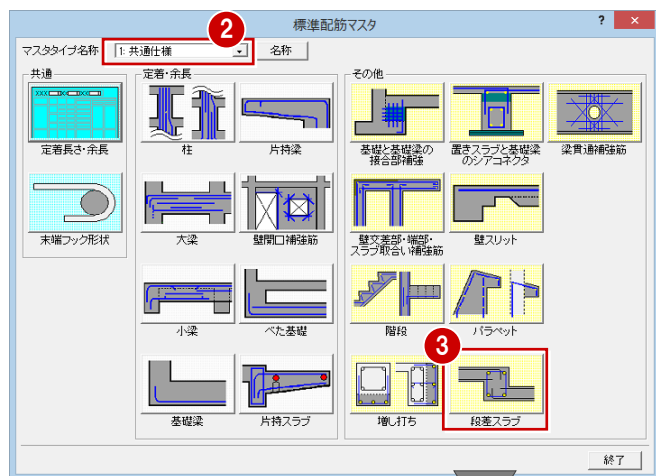 標準配筋マスタ
? ×
2
マスタタイプ名称 1: 共通仕様 名称
共通
定着長さ・余長
末端フック形状
定着・余長
柱
片持梁
大梁
壁開口補強筋
小梁
べた基礎
基礎梁
片持スラブ
その他
基礎と基礎梁の
接合部補強
置きスラブと基礎梁
のシアコネクタ
梁貫通補強筋
壁交差部・端部・
スラブ取合い補強筋
壁スリット
階段
パラペット
3
増し打ち
段差スラブ
終了